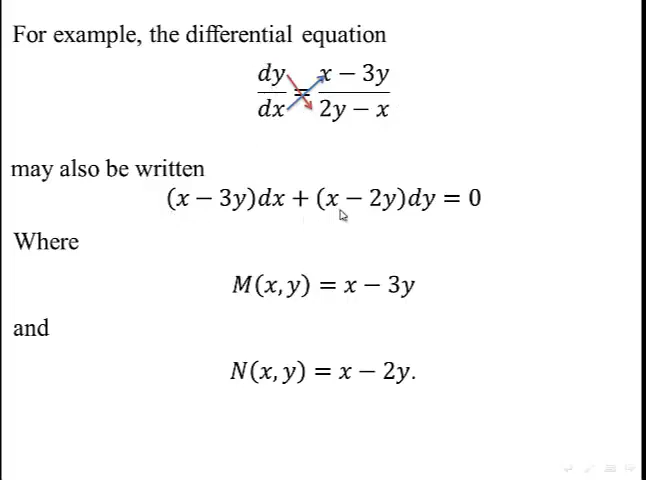 For example, the differential equation
dy/dx = (x − 3y)/(2y − x)
may also be written
(x − 3y)dx + (x − 2y)dy = 0
Where
M(x, y) = x − 3y
and
N(x, y) = x − 2y.